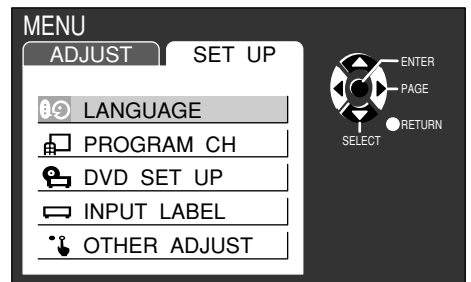 MENU
ADJUST SET UP
ENTER
PAGE
RETURN
SELECT
LANGUAGE
PROGRAM CH
DVD SET UP
INPUT LABEL
OTHER ADJUST